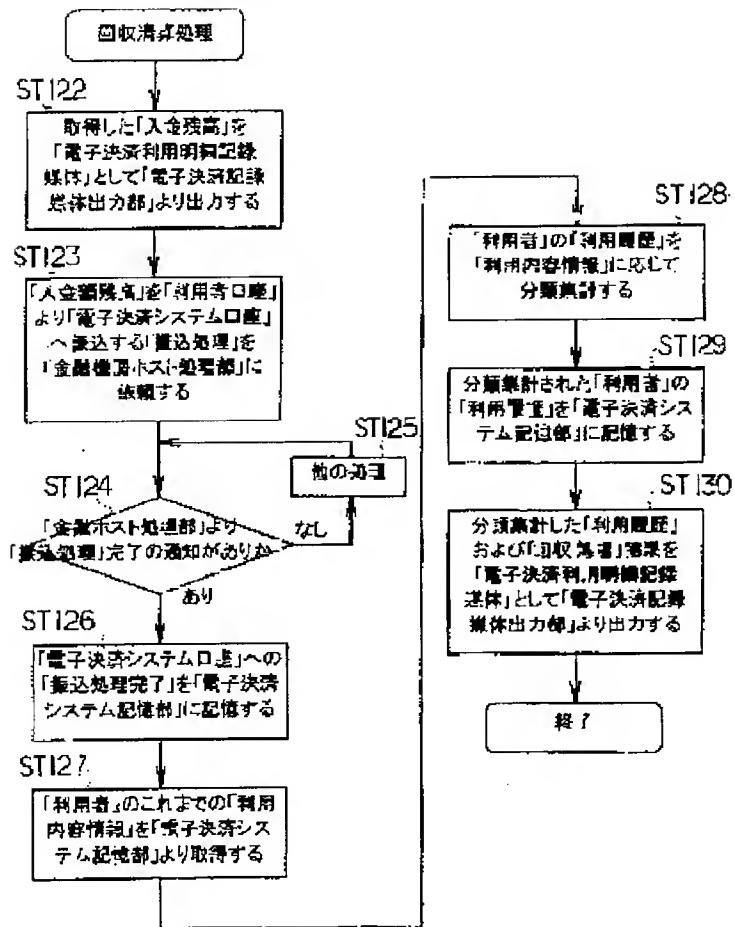 回収清算処理
ST122
取得した「入金残高」を
「電子決済利用明細記録
媒体」として「電子決済記録
媒体出力部」より出力する
ST123
「入金額残高」を「利用者口座」
より「電子決済システム口座」
へ振込する「振込処理」を
「金融機関ホスト処理部」に
依頼する
ST125
他の処理
ST124
「金融ホスト処理部」より
「振込処理」完了の通知がありか
なし
あり
ST126
「電子決済システム口座」への
「振込処理完了」を「電子決済
システム記憶部」に記憶する
ST127
「利用者」のこれまでの「利用
内容情報」を「電子決済シス
テム記憶部」より取得する
ST128
「利用者」の「利用履歴」を
「利用内容情報」に応じて
分類集計する
ST129
分類集計された「利用者」の
「利用履歴」を「電子決済シス
テム記憶部」に記憶する
ST130
分類集計した「利用履歴」
および「回収 結果を
「電子決済利用明細記録
媒体」として「電子決済記録
媒体出力部」より出力する
終了